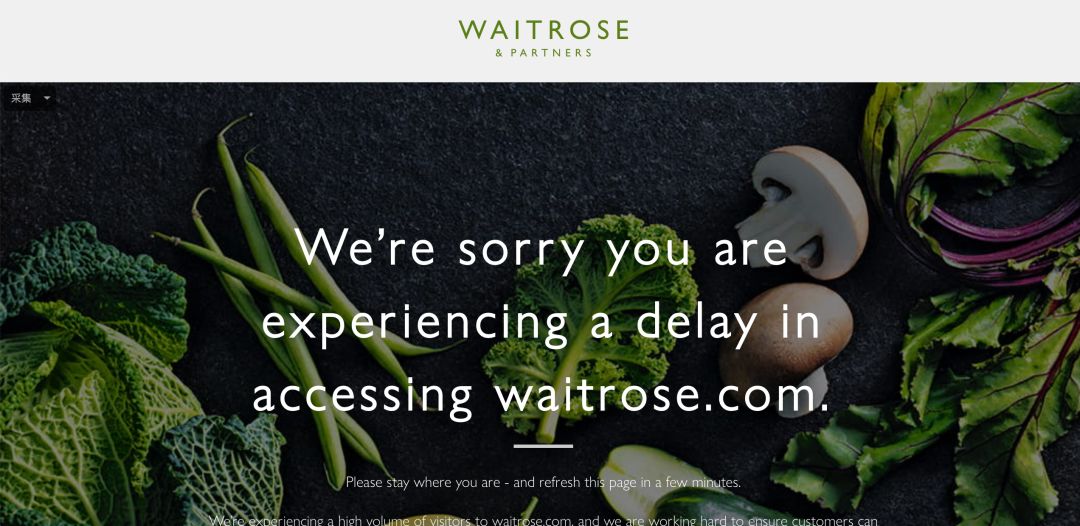 WAITROSE
& PARTNERS
采集
We’re sorry you are
experiencing a delay in
accessing waitrose.com.
Please stay where you are - and refresh this page in a few minutes.
We’re experiencing a high volume of visitors to waitrose.com, and we are working hard to ensure customers can